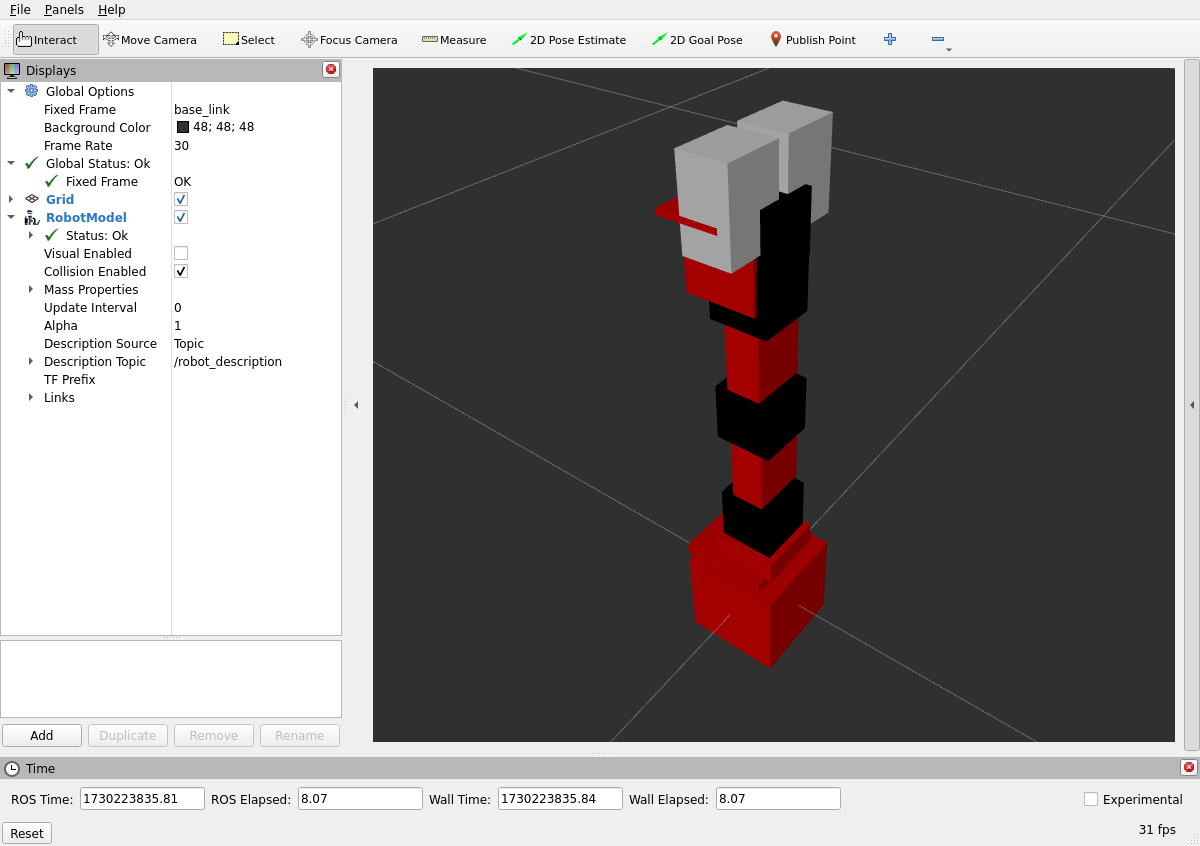 File Panels Help
Interact Move Camera Select Focus Camera Measure 2D Pose Estimate 2D Goal Pose Publish Point
Displays
Global Options
Fixed Frame base_link
Background Color 48; 48; 48
Frame Rate 30
Global Status: Ok
Fixed Frame OK
Grid
RobotModel
Status: Ok
Visual Enabled
Collision Enabled
Mass Properties
Update Interval 0
Alpha 1
Description Source Topic
Description Topic /robot_description
TF Prefix
Links
Add Duplicate Remove Rename
Time
ROS Time: 1730223835.81 ROS Elapsed: 8.07 Wall Time: 1730223835.84 Wall Elapsed: 8.07 Experimental
Reset 31 fps